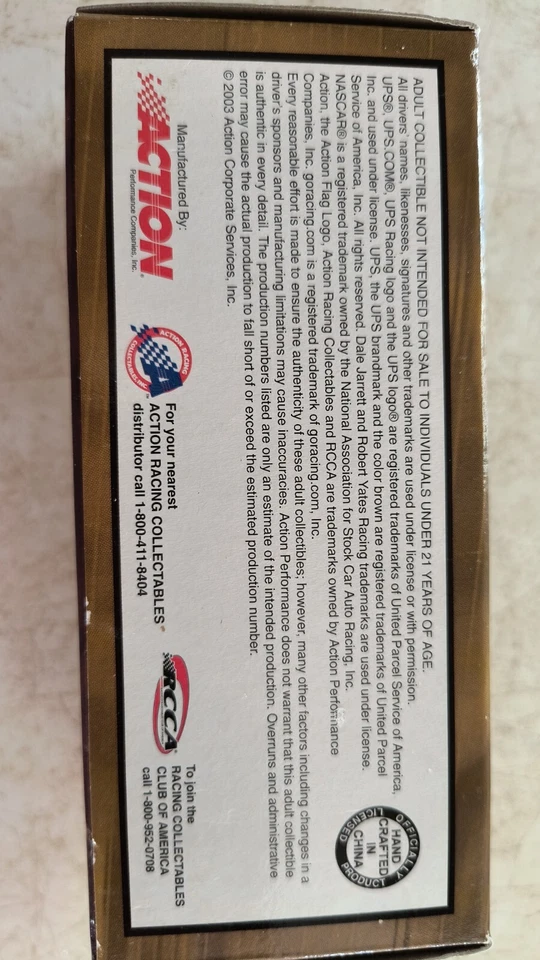 ADULT COLLECTIBLE NOT INTENDED FOR SALE TO INDIVIDUALS UNDER 21 YEARS OF AGE.
All drivers' names, likenesses, signatures and other trademarks are used under license or with permission.
UPS®, UPS.COM®, UPS Racing logo and the UPS logo® are registered trademarks of United Parcel Service of America,
Inc. and used under license. UPS, the UPS brandmark and the color brown are registered trademarks of United Parcel
Service of America, Inc. All rights reserved. Dale Jarrett and Robert Yates Racing trademarks are used under license.
NASCAR® is a registered trademark owned by the National Association for Stock Car Auto Racing, Inc.
Action, the Action Flag Logo, Action Racing Collectables and RCCA are trademarks owned by Action Performance
Companies, Inc. goracing.com is a registered trademark of goracing.com, Inc.
Every reasonable effort is made to ensure the authenticity of these adult collectibles; however, many other factors including changes in a
driver's sponsors and manufacturing limitations may cause inaccuracies. Action Performance does not warrant that this adult collectible
is authentic in every detail. The production numbers listed are only an estimate of the intended production. Overruns and administrative
error may cause the actual production to fall short of or exceed the estimated production number.
© 2003 Action Corporate Services, Inc.
OFFICIALLY
LICENSED
PRODUCT
HAND
CRAFTED
IN
CHINA
Manufactured By:
ACTION®
Performance Companies, Inc.
ACTION RACING
COLLECTABLES, INC.
For your nearest
ACTION RACING COLLECTABLES®
distributor call 1-800-411-8404
RCCA
To join the
RACING COLLECTABLES
CLUB OF AMERICA
call 1-800-952-0708